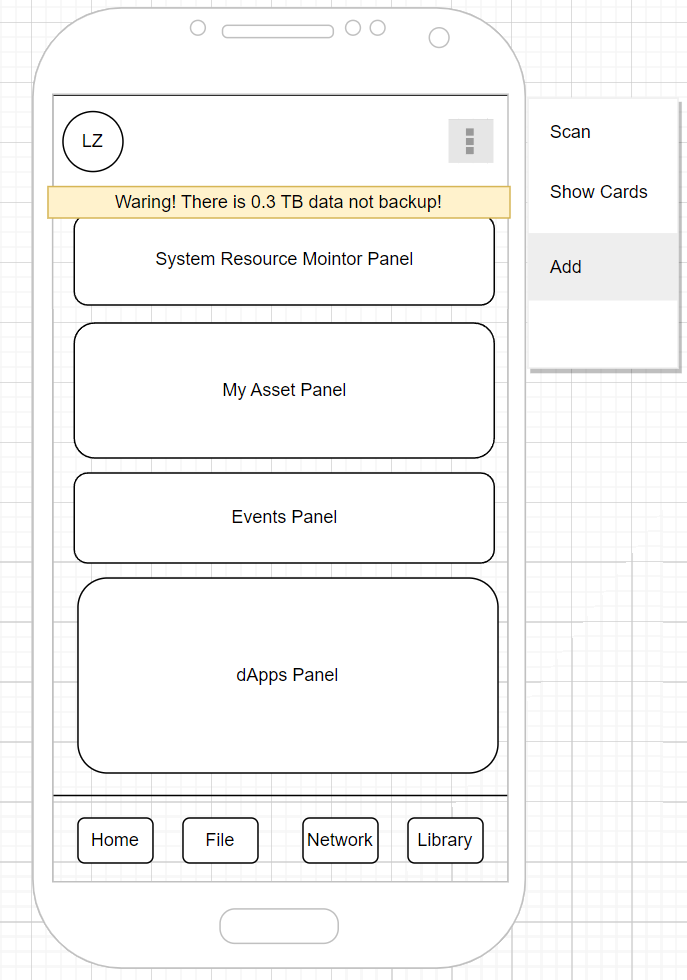 LZ
Waring! There is 0.3 TB data not backup!
System Resource Mointor Panel
My Asset Panel
Events Panel
dApps Panel
Home
File
Network
Library
Scan
Show Cards
Add